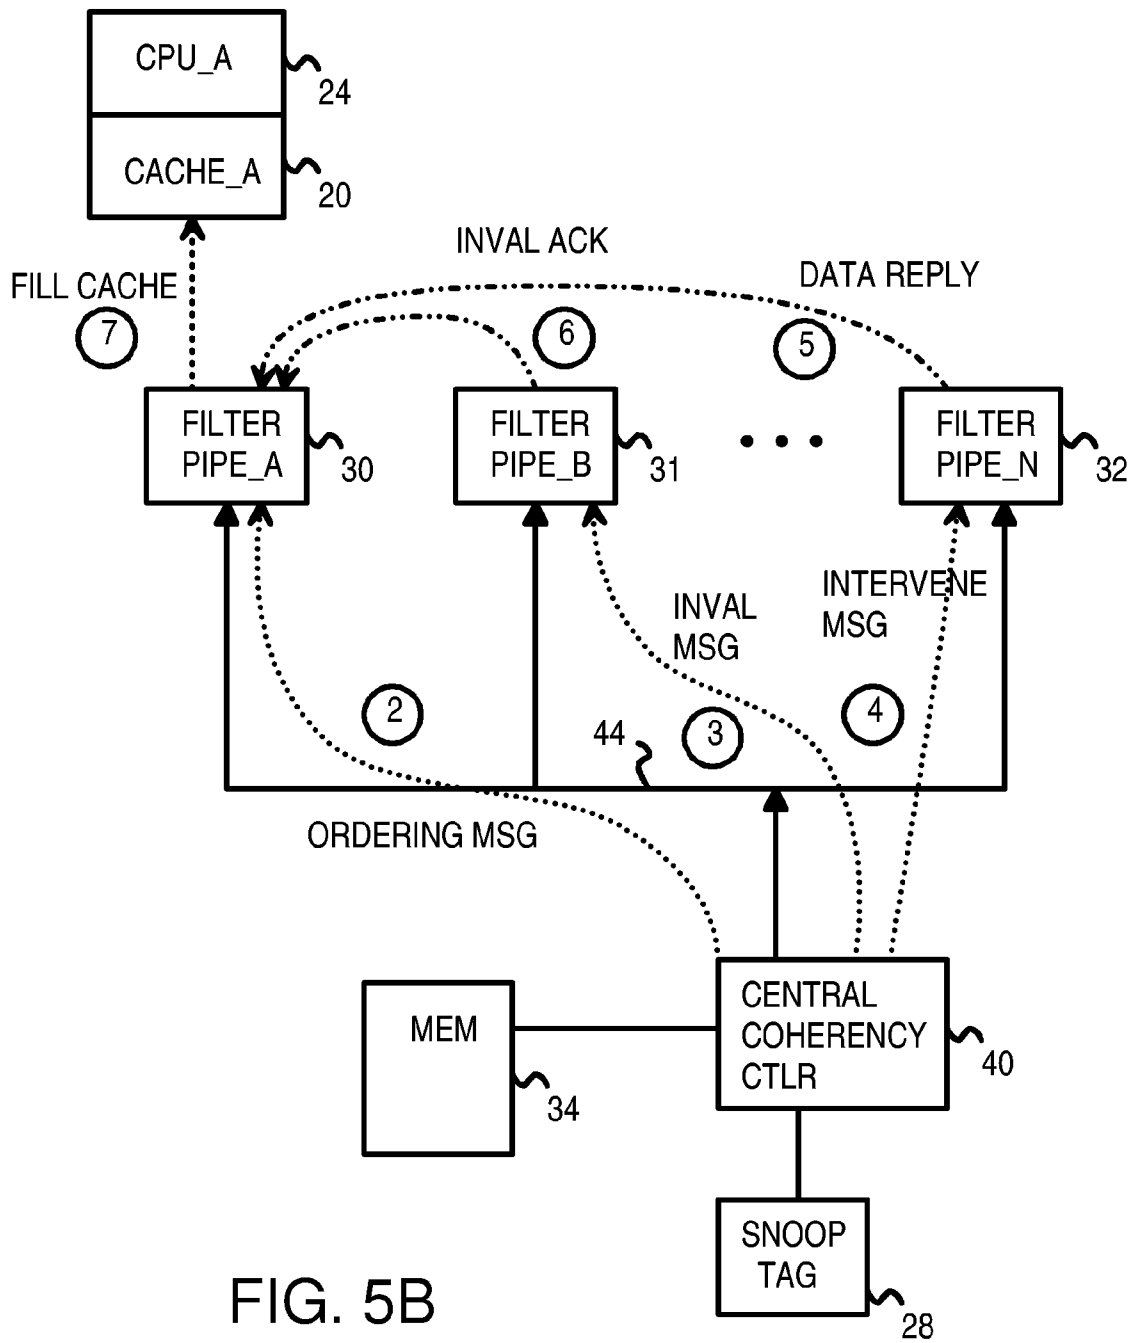 CPU_A
24
CACHE_A
20
INVAL ACK
DATA REPLY
FILL CACHE
7
6
5
FILTER
PIPE_A
30
FILTER
PIPE_B
31
FILTER
PIPE_N
32
INTERVENE
MSG
INVAL
MSG
2
3
4
44
ORDERING MSG
MEM
34
CENTRAL
COHERENCY
CTLR
40
SNOOP
TAG
28
FIG. 5B